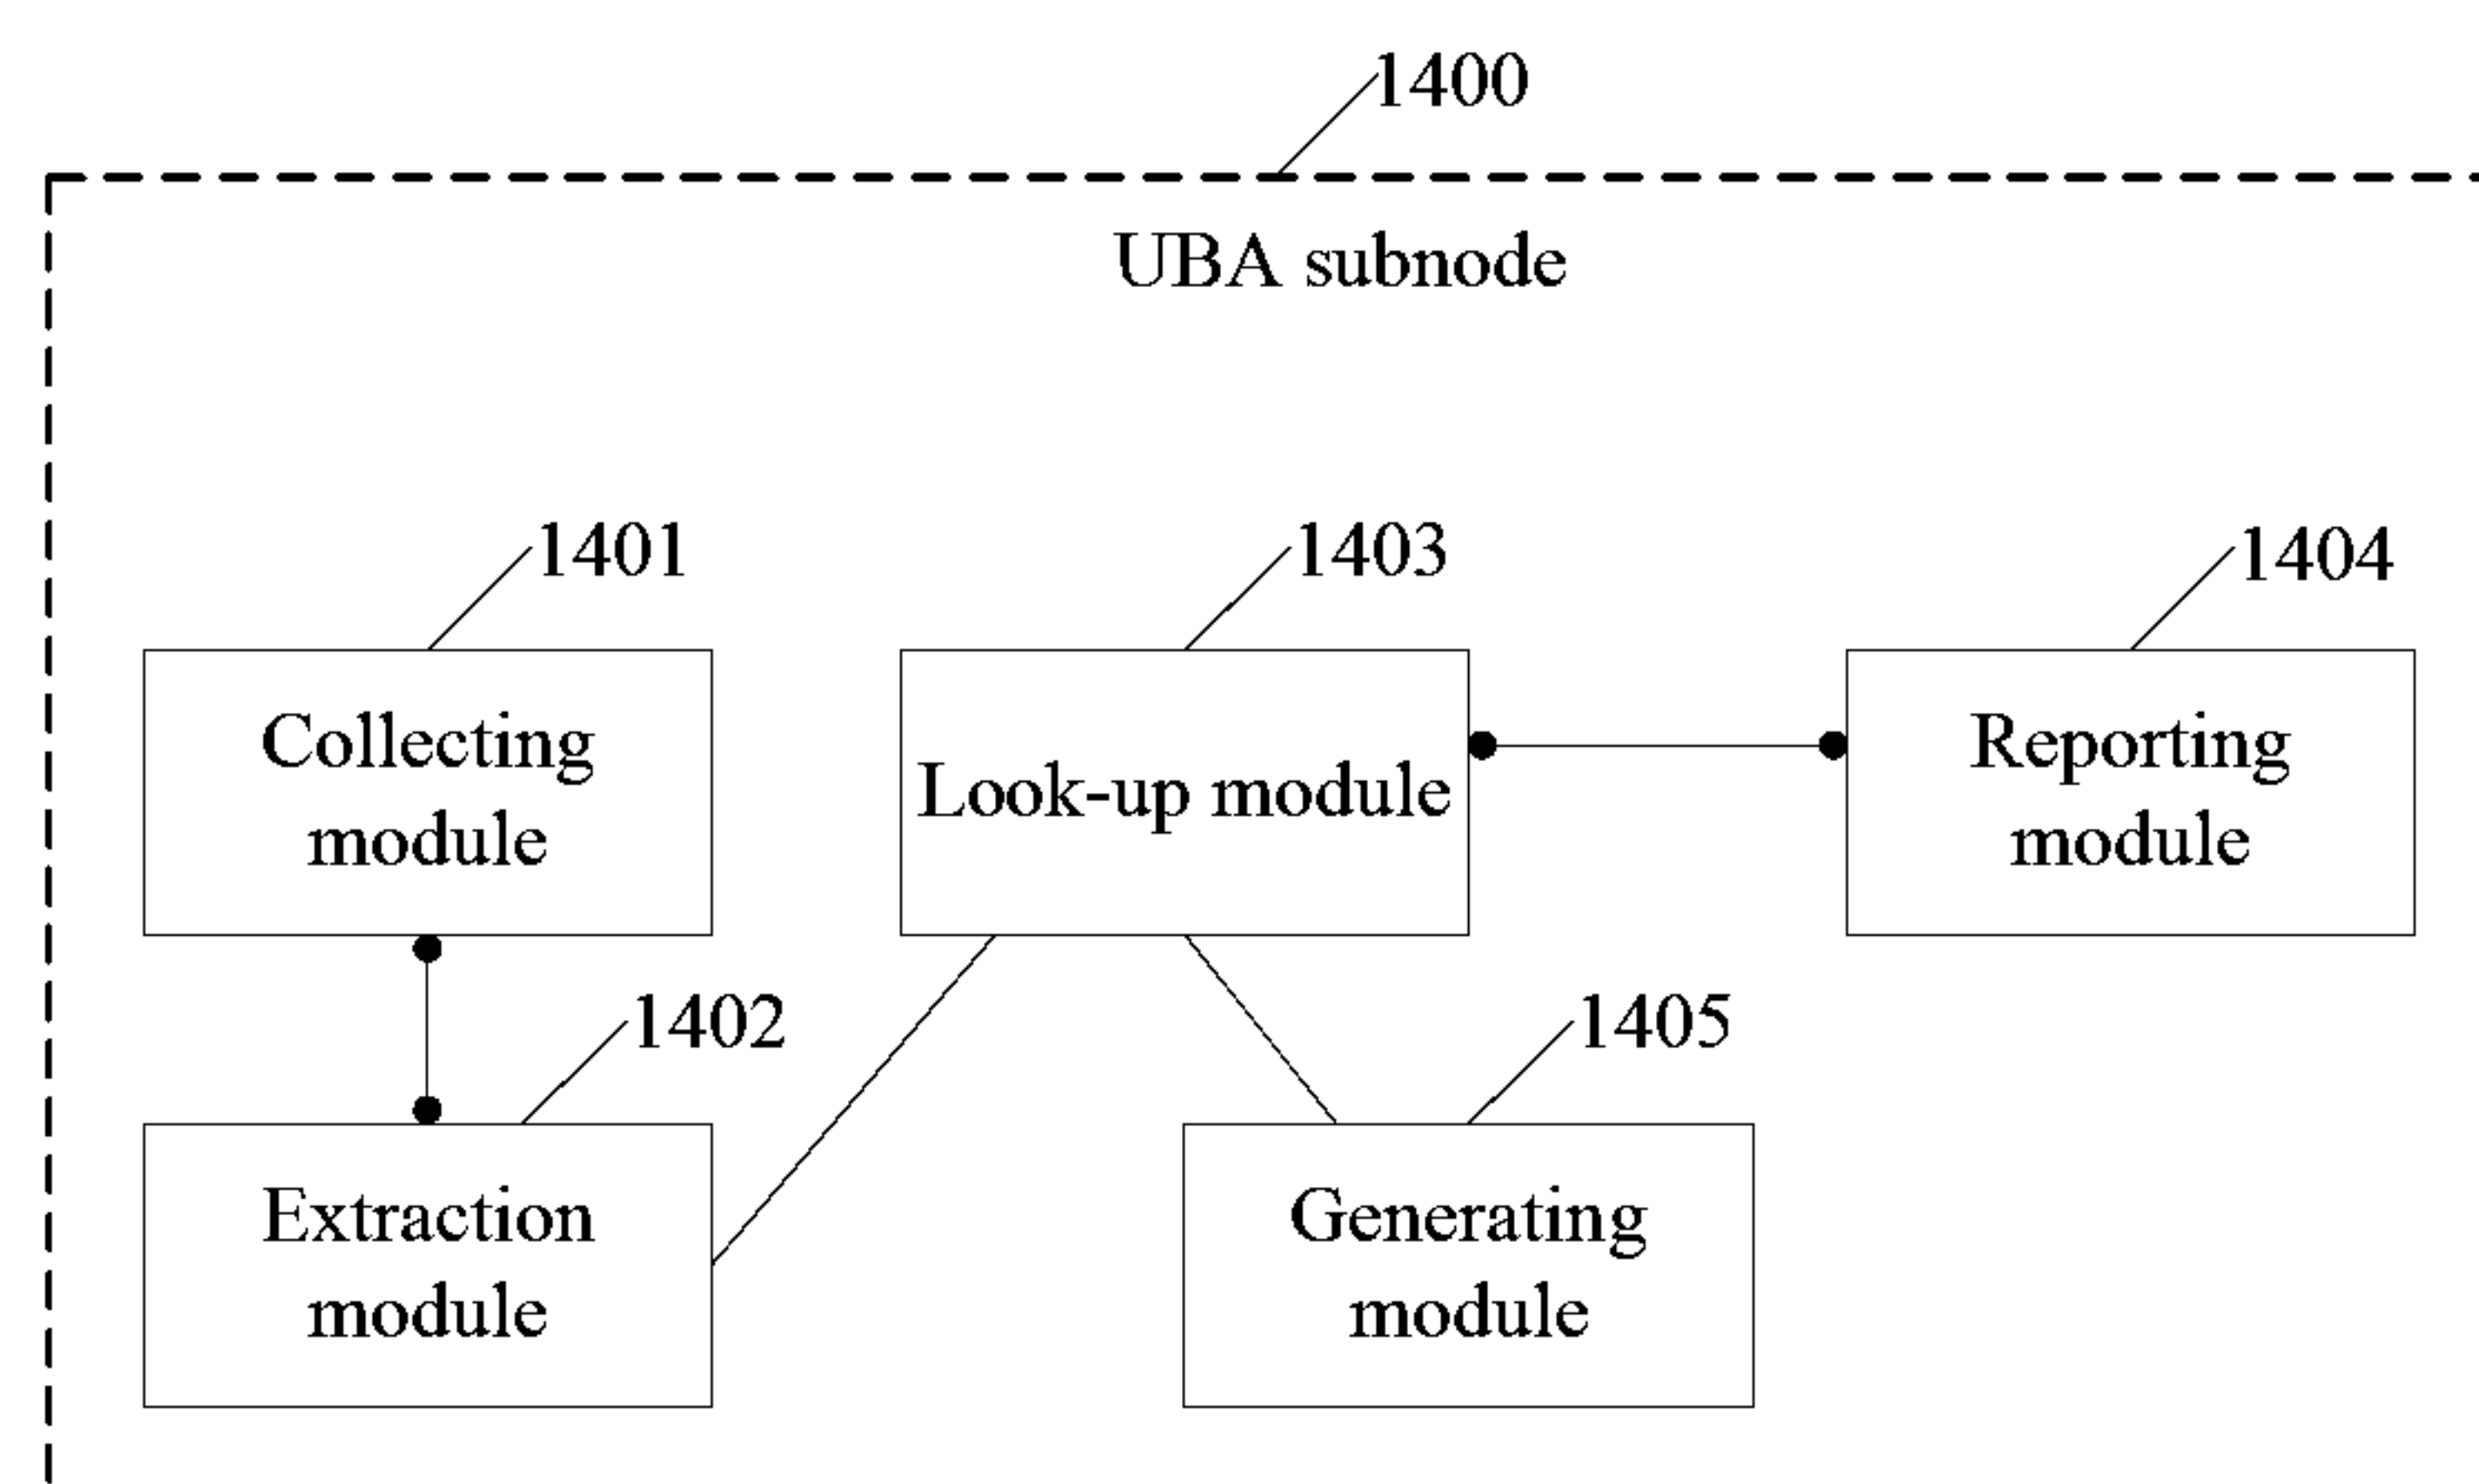 1400
UBA subnode
1401
1403
1404
Collecting
module
Look-up module
Reporting
module
1402
1405
Extraction
module
Generating
module